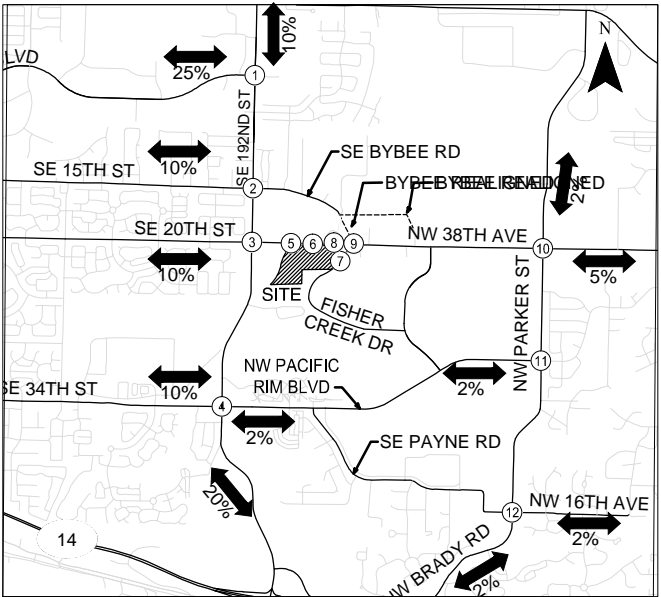 10%
N
LVD
25%
1
SE 192ND ST
10%
SE BYBEE RD
SE 15TH ST
2
2%
SE 20TH ST
3
5
6
8
9
NW 38TH AVE
10
7
10%
5%
SITE
FISHER
CREEK DR
NW PARKER ST
NW PACIFIC
RIM BLVD
11
2%
10%
SE 34TH ST
4
2%
SE PAYNE RD
20%
NW 16TH AVE
12
2%
14
NW BRADY RD
2%